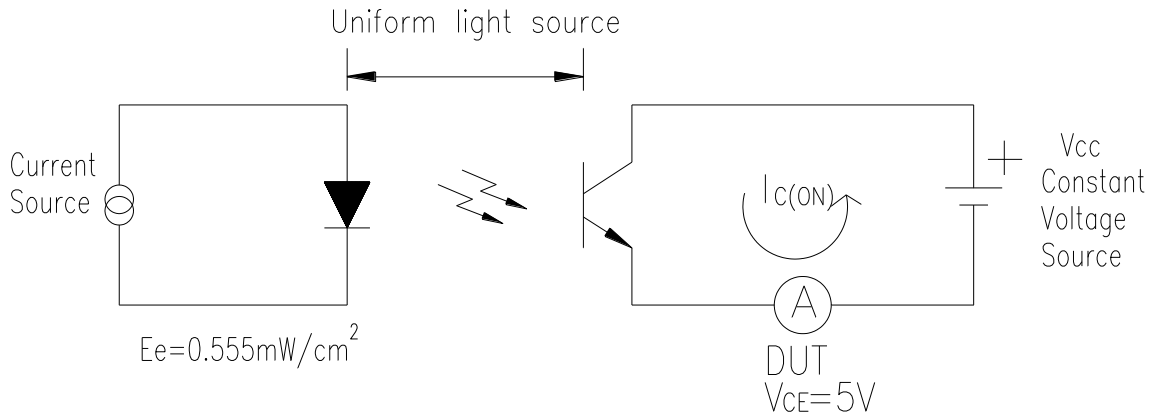 Uniform light source
Current
Source
IC(ON)
+
Vcc
Constant
Voltage
Source
A
Ee=0.555mW/cm²
DUT
VCE=5V